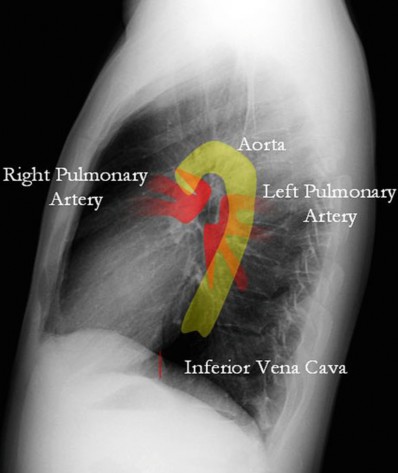 Aorta
Right Pulmonary
Artery
Left Pulmonary
Artery
Inferior Vena Cava